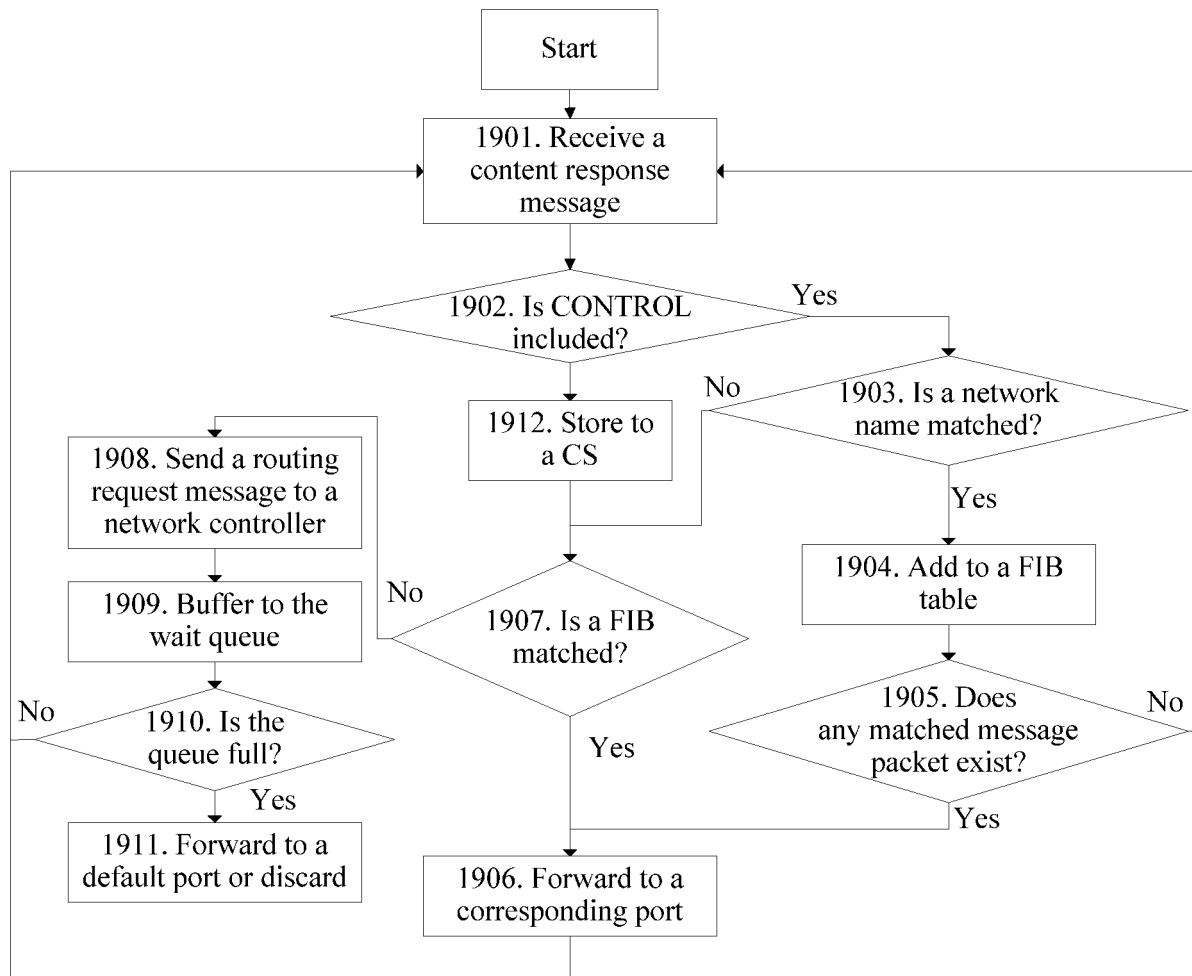 Start
1901. Receive a
content response
message
1902. Is CONTROL
included?
Yes
No
1903. Is a network
name matched?
1912. Store to
a CS
1908. Send a routing
request message to a
network controller
Yes
1904. Add to a FIB
table
No
1909. Buffer to the
wait queue
1907. Is a FIB
matched?
1905. Does
any matched message
packet exist?
No
No
1910. Is the
queue full?
Yes
Yes
Yes
1911. Forward to a
default port or discard
1906. Forward to a
corresponding port